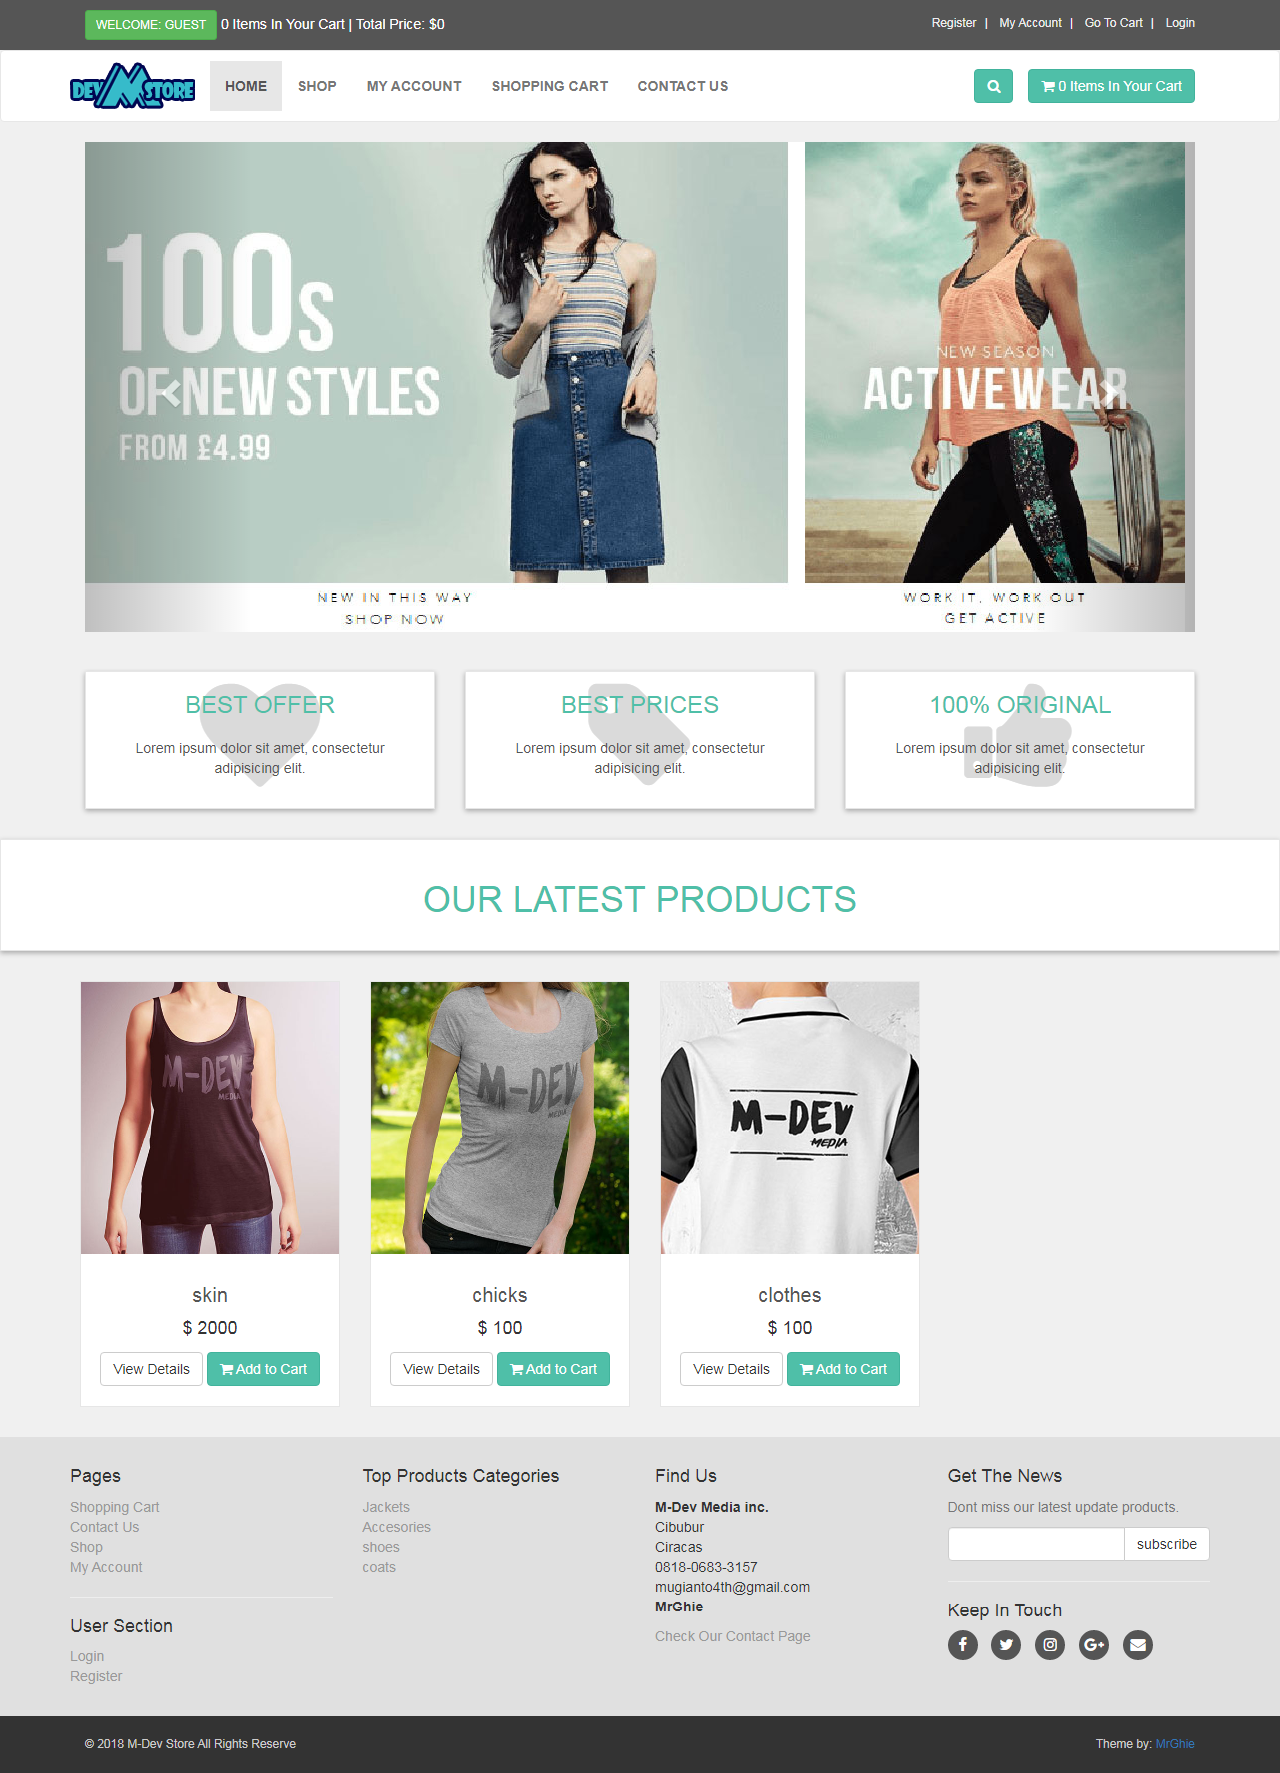 WELCOME: GUEST 0 Items In Your Cart | Total Price: $0
Register | My Account | Go To Cart | Login
DEV M STORE
HOME SHOP MY ACCOUNT SHOPPING CART CONTACT US
0 Items In Your Cart
100s
OF NEW STYLES
FROM £4.99
NEW SEASON
ACTIVEWEAR
NEW IN THIS WAY
SHOP NOW
WORK IT, WORK OUT
GET ACTIVE
BEST OFFER
Lorem ipsum dolor sit amet, consectetur
adipisicing elit.
BEST PRICES
Lorem ipsum dolor sit amet, consectetur
adipisicing elit.
100% ORIGINAL
Lorem ipsum dolor sit amet, consectetur
adipisicing elit.
OUR LATEST PRODUCTS
M-DEV
MEDIA
skin
$ 2000
View Details Add to Cart
M-DEV
MEDIA
chicks
$ 100
View Details Add to Cart
M-DEV
MEDIA
clothes
$ 100
View Details Add to Cart
Pages
Shopping Cart
Contact Us
Shop
My Account
User Section
Login
Register
Top Products Categories
Jackets
Accesories
shoes
coats
Find Us
M-Dev Media inc.
Cibubur
Ciracas
0818-0683-3157
mugianto4th@gmail.com
MrGhie
Check Our Contact Page
Get The News
Dont miss our latest update products.
subscribe
Keep In Touch
© 2018 M-Dev Store All Rights Reserve
Theme by: MrGhie